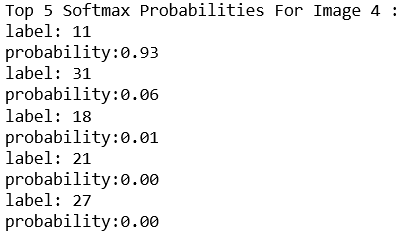 Top 5 Softmax Probabilities For Image 4 :
label: 11
probability:0.93
label: 31
probability:0.06
label: 18
probability:0.01
label: 21
probability:0.00
label: 27
probability:0.00